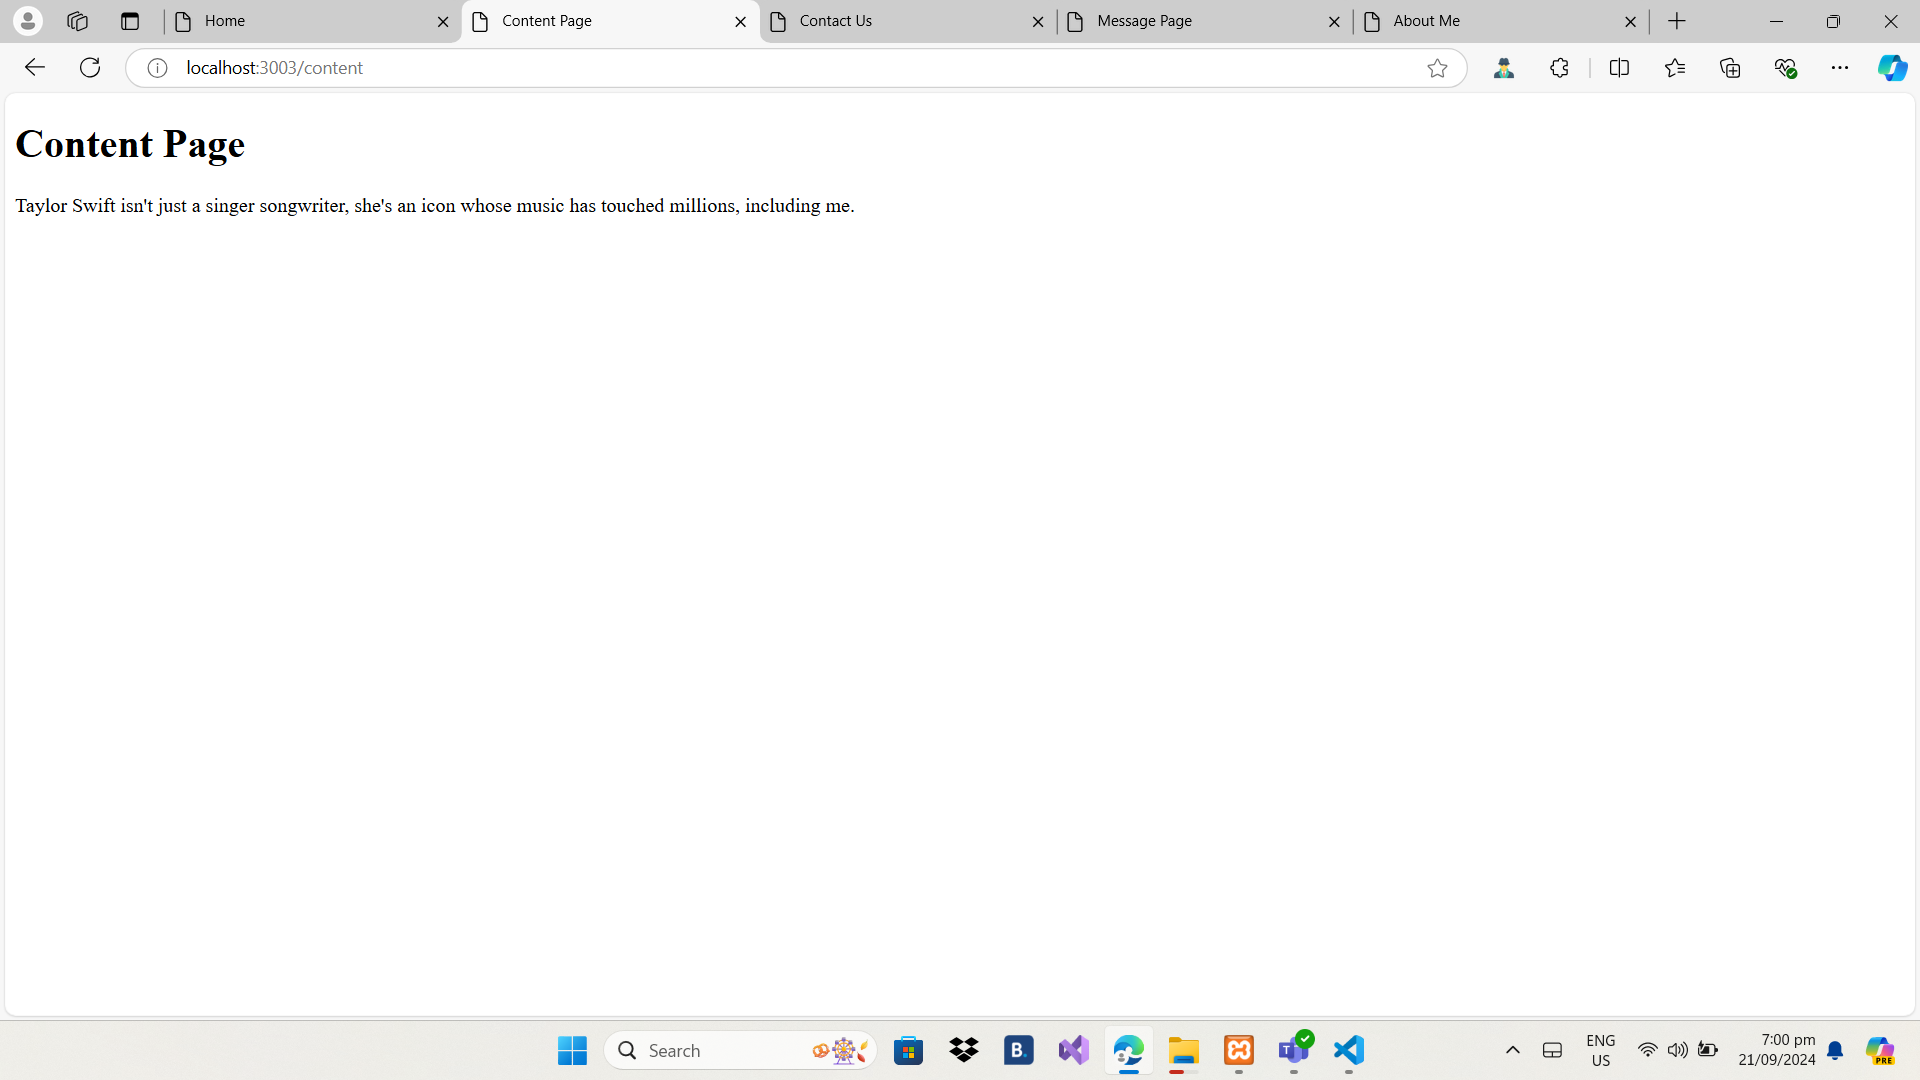 Home
Content Page
Contact Us
Message Page
About Me
localhost:3003/content
Content Page
Taylor Swift isn't just a singer songwriter, she's an icon whose music has touched millions, including me.
Search
B.
T
ENG
US
7:00 pm
21/09/2024
PRE